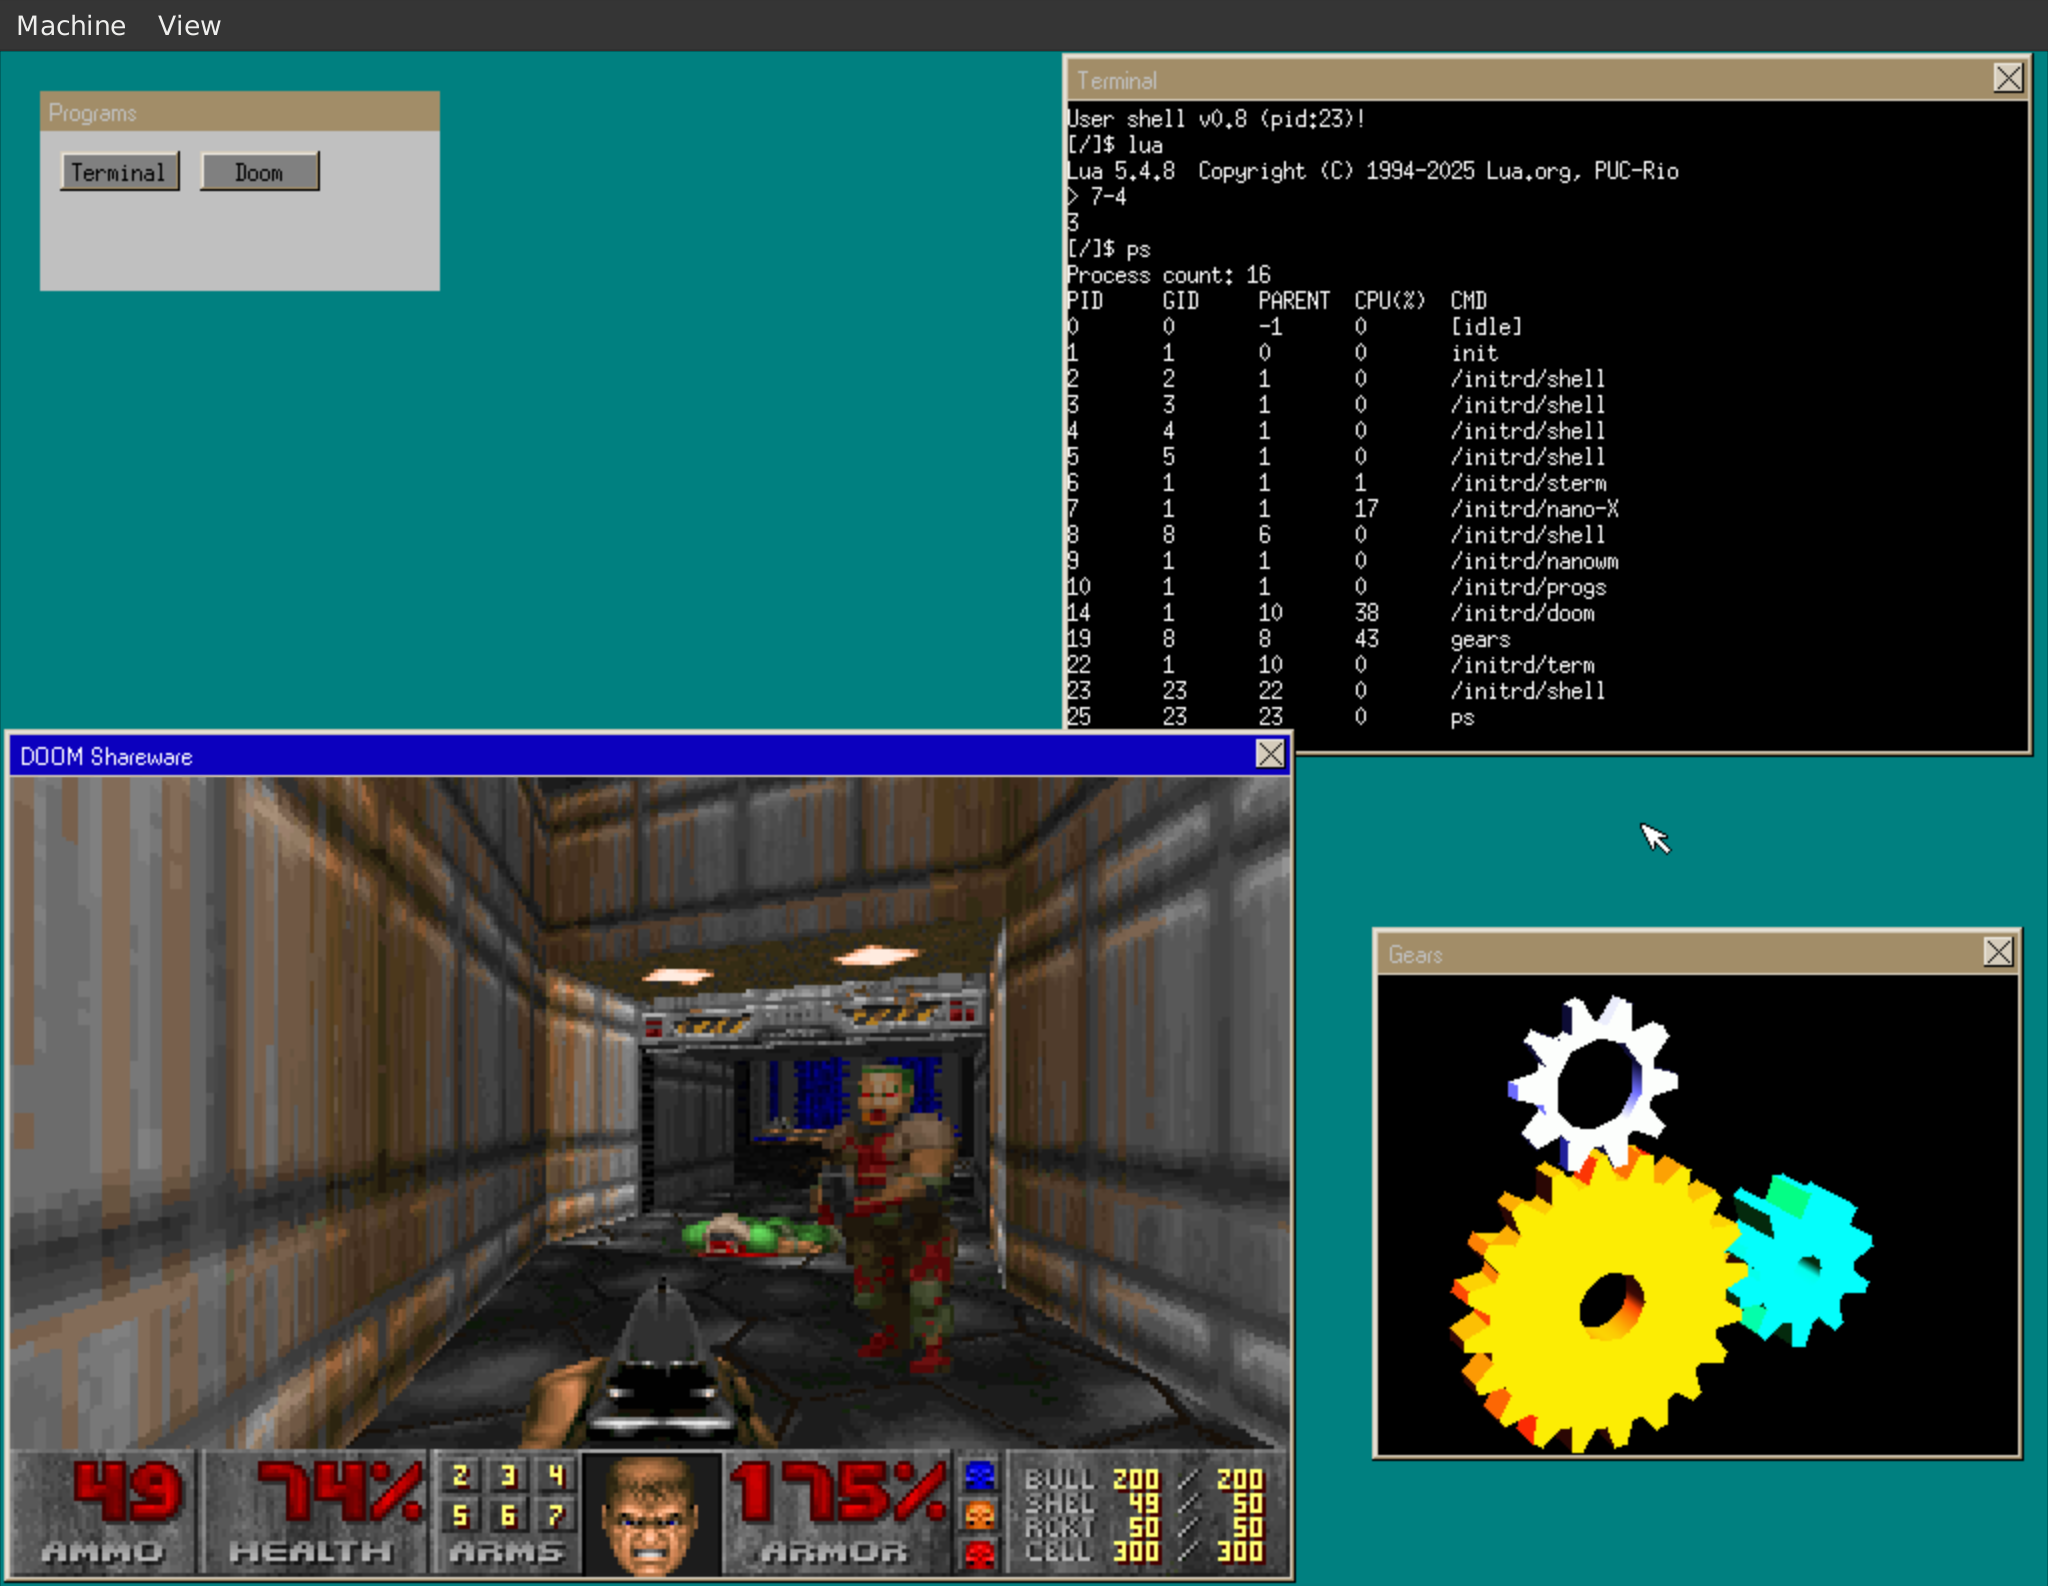 Machine View
Programs
Terminal Doom
Terminal
User shell v0.8 (pid:23)!
[/]$ lua
Lua 5.4.8  Copyright (C) 1994-2025 Lua.org, PUC-Rio
> 7-4
3
[/]$ ps
Process count: 16
PID GID PARENT CPU(%) CMD
0 0 -1 0 [idle]
1 1 0 0 init
2 2 1 0 /initrd/shell
3 3 1 0 /initrd/shell
4 4 1 0 /initrd/shell
5 5 1 0 /initrd/shell
6 1 1 1 /initrd/sterm
7 1 1 17 /initrd/nano-X
8 8 6 0 /initrd/shell
9 1 1 0 /initrd/nanowm
10 1 1 0 /initrd/progs
14 1 10 38 /initrd/doom
19 8 8 43 gears
22 1 10 0 /initrd/term
23 23 22 0 /initrd/shell
25 23 23 0 ps
DOOM Shareware
49 74% 2 3 4 175% BULL 200 / 200
5 6 7 SHEL 49 / 50
RCKT 50 / 50
AMMO HEALTH ARMS ARMOR CELL 300 / 300
Gears